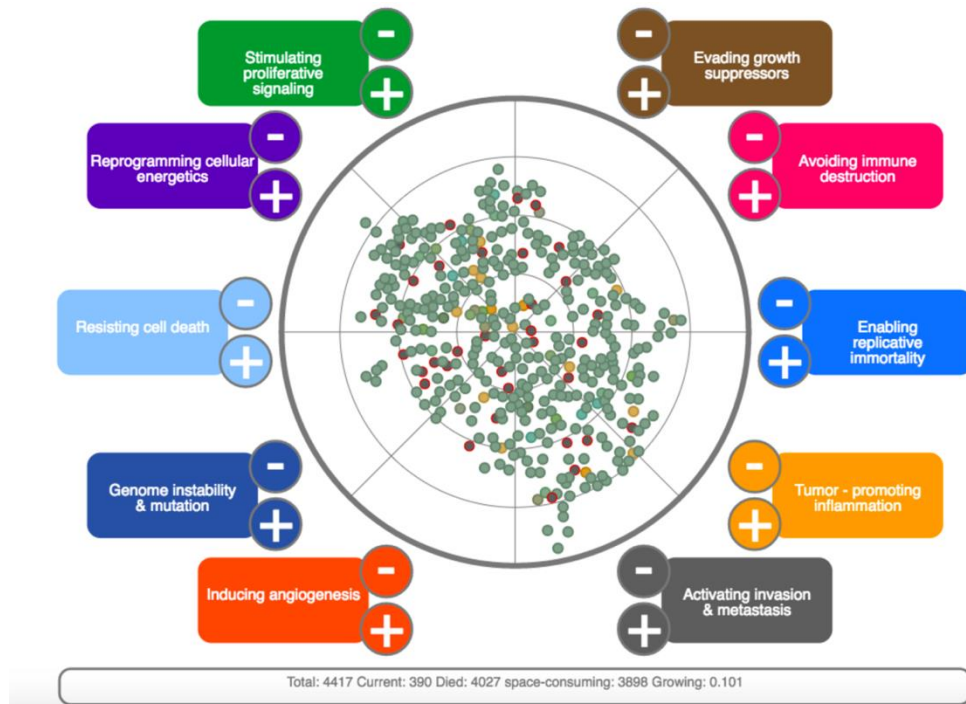 Stimulating
proliferative
signaling
-
+
Evading growth
suppressors
-
+
Reprogramming cellular
energetics
-
+
Avoiding immune
destruction
-
+
Resisting cell death
-
+
Enabling
replicative
immortality
-
+
Genome instability
& mutation
-
+
Tumor - promoting
inflammation
-
+
Inducing angiogenesis
-
+
Activating invasion
& metastasis
-
+
Total: 4417 Current: 390 Died: 4027 space-consuming: 3898 Growing: 0.101